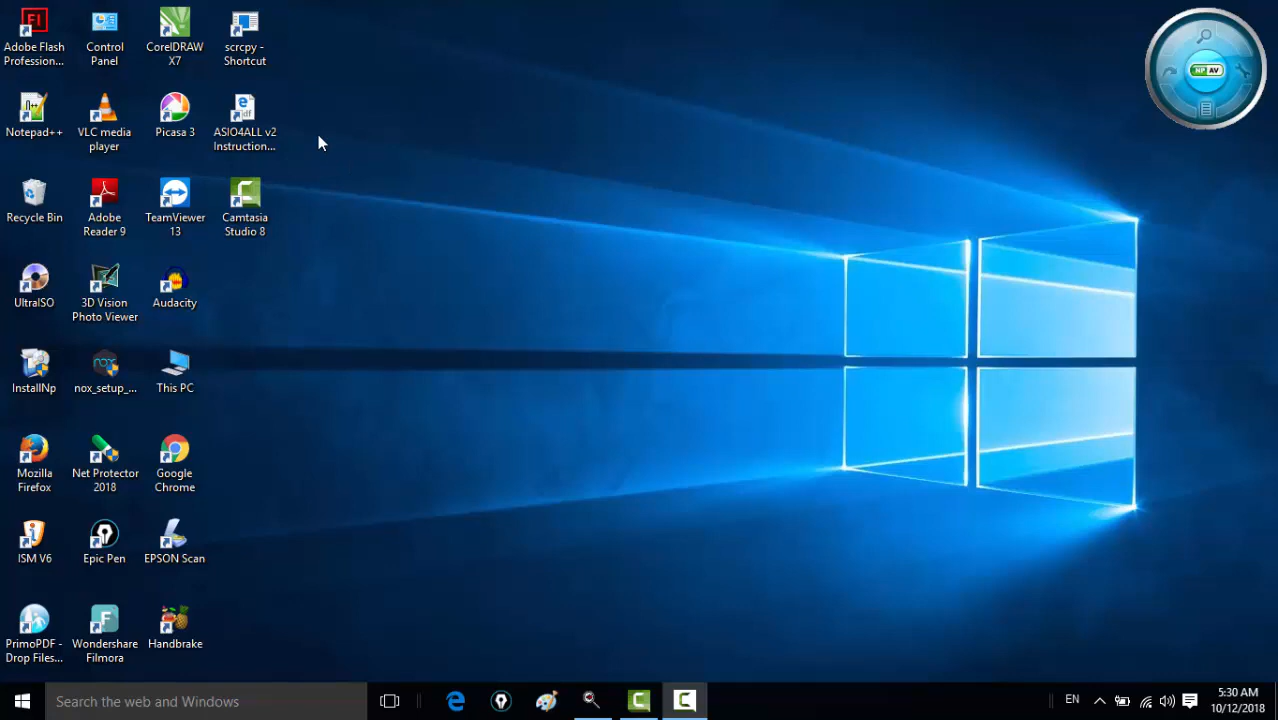 Adobe Flash
Profession...
Control
Panel
CorelDRAW
X7
scrcpy -
Shortcut
Notepad++
VLC media
player
Picasa 3
ASIO4ALL v2
Instruction...
Recycle Bin
Adobe
Reader 9
TeamViewer
13
Camtasia
Studio 8
UltraISO
3D Vision
Photo Viewer
Audacity
InstallNp
nox_setup_...
This PC
Mozilla
Firefox
Net Protector
2018
Google
Chrome
ISM V6
Epic Pen
EPSON Scan
PrimoPDF -
Drop Files...
Wondershare
Filmora
Handbrake
NP AV
Search the web and Windows
EN
5:30 AM
10/12/2018